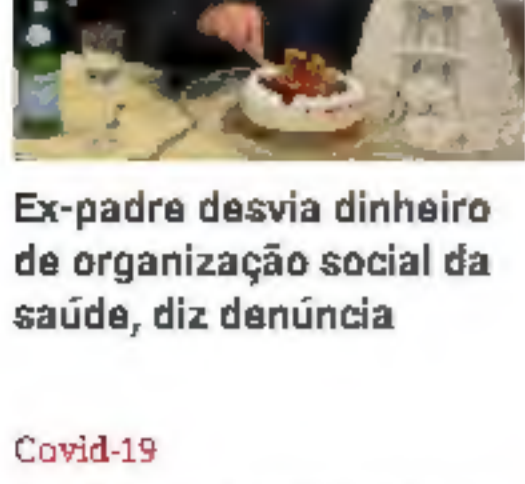 Ex-padre desvia dinheiro
de organização social da
saúde, diz denúncia
Covid-19